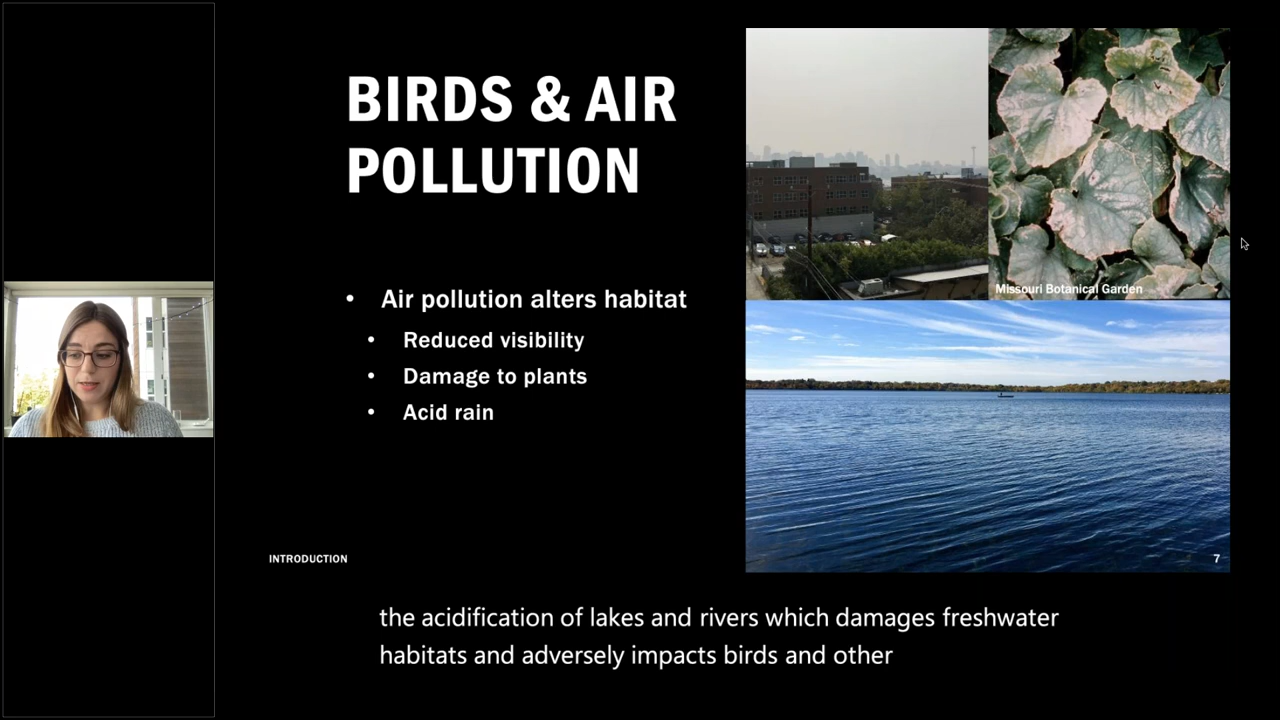 BIRDS & AIR
POLLUTION
• Air pollution alters habitat
• Reduced visibility
• Damage to plants
• Acid rain
Missouri Botanical Garden
INTRODUCTION
7
the acidification of lakes and rivers which damages freshwater
habitats and adversely impacts birds and other